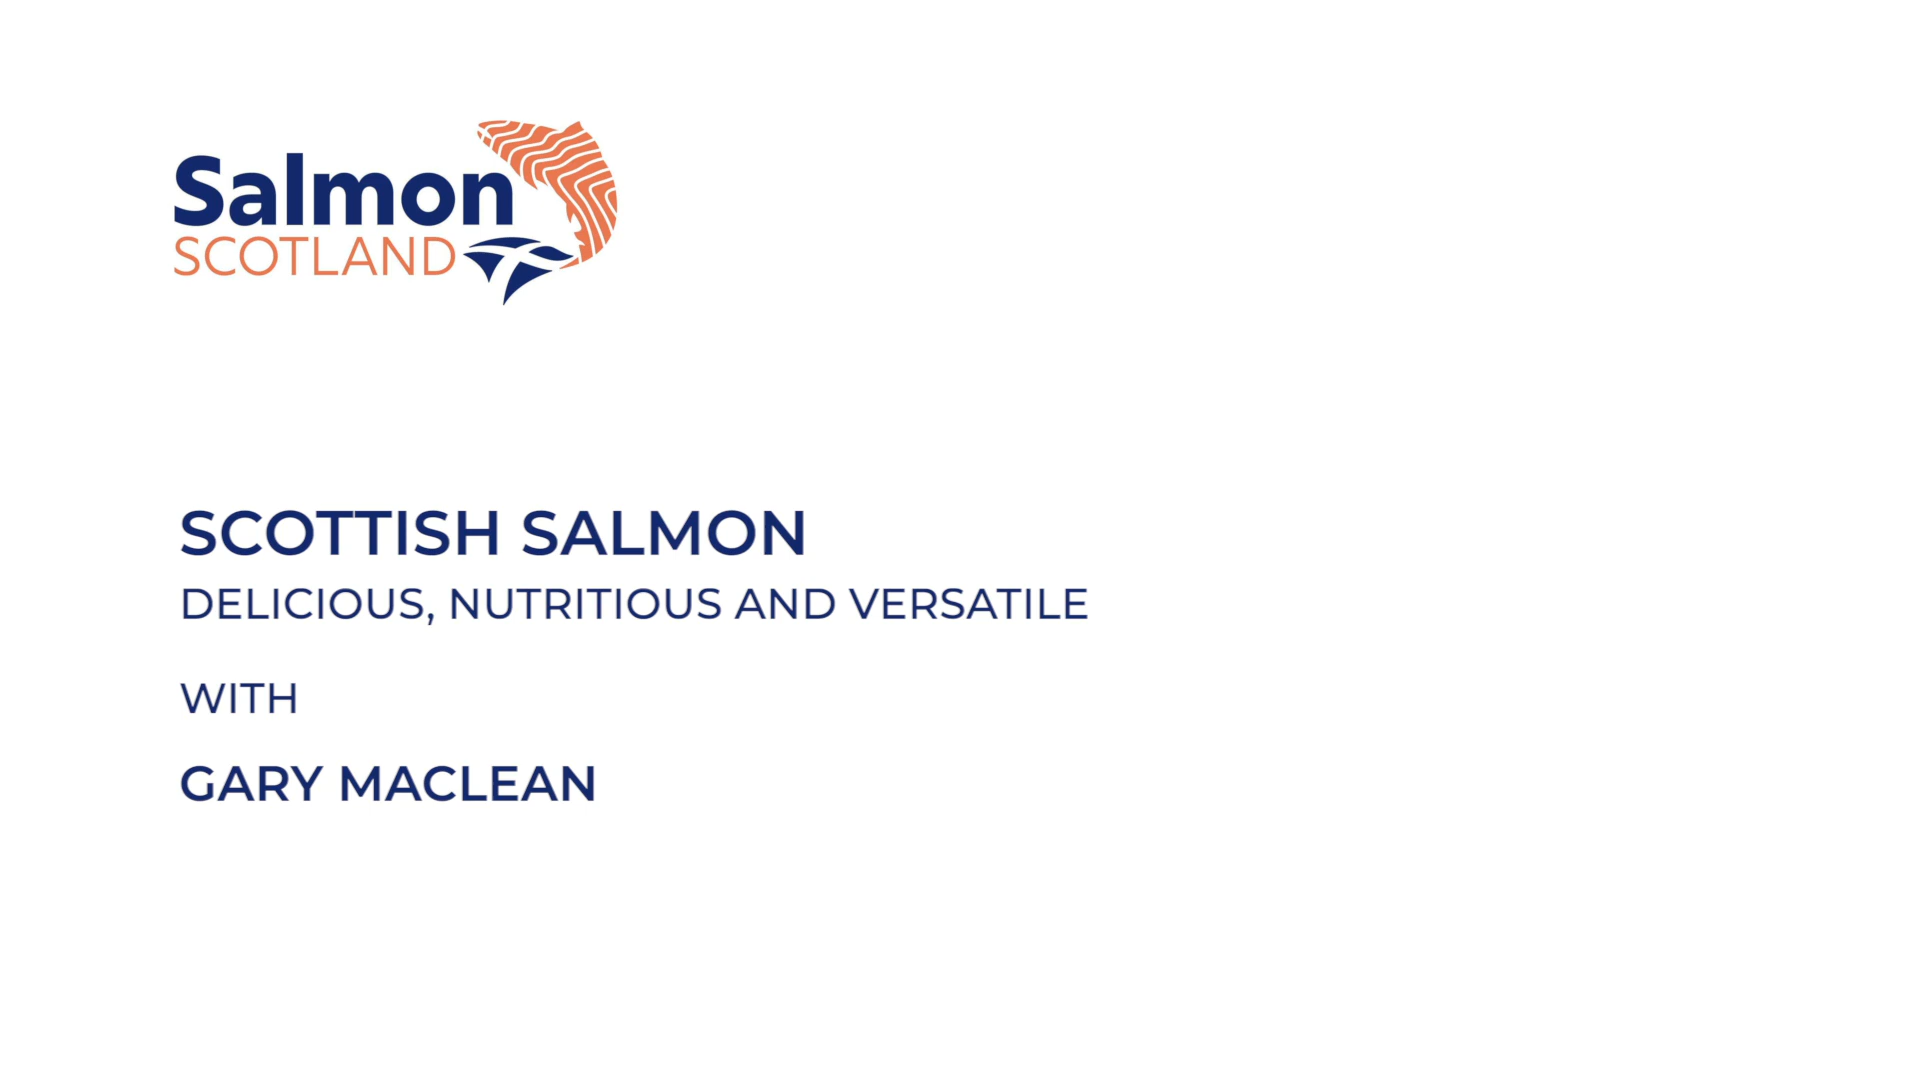 Salmon
SCOTLAND
SCOTTISH SALMON
DELICIOUS, NUTRITIOUS AND VERSATILE
WITH
GARY MACLEAN